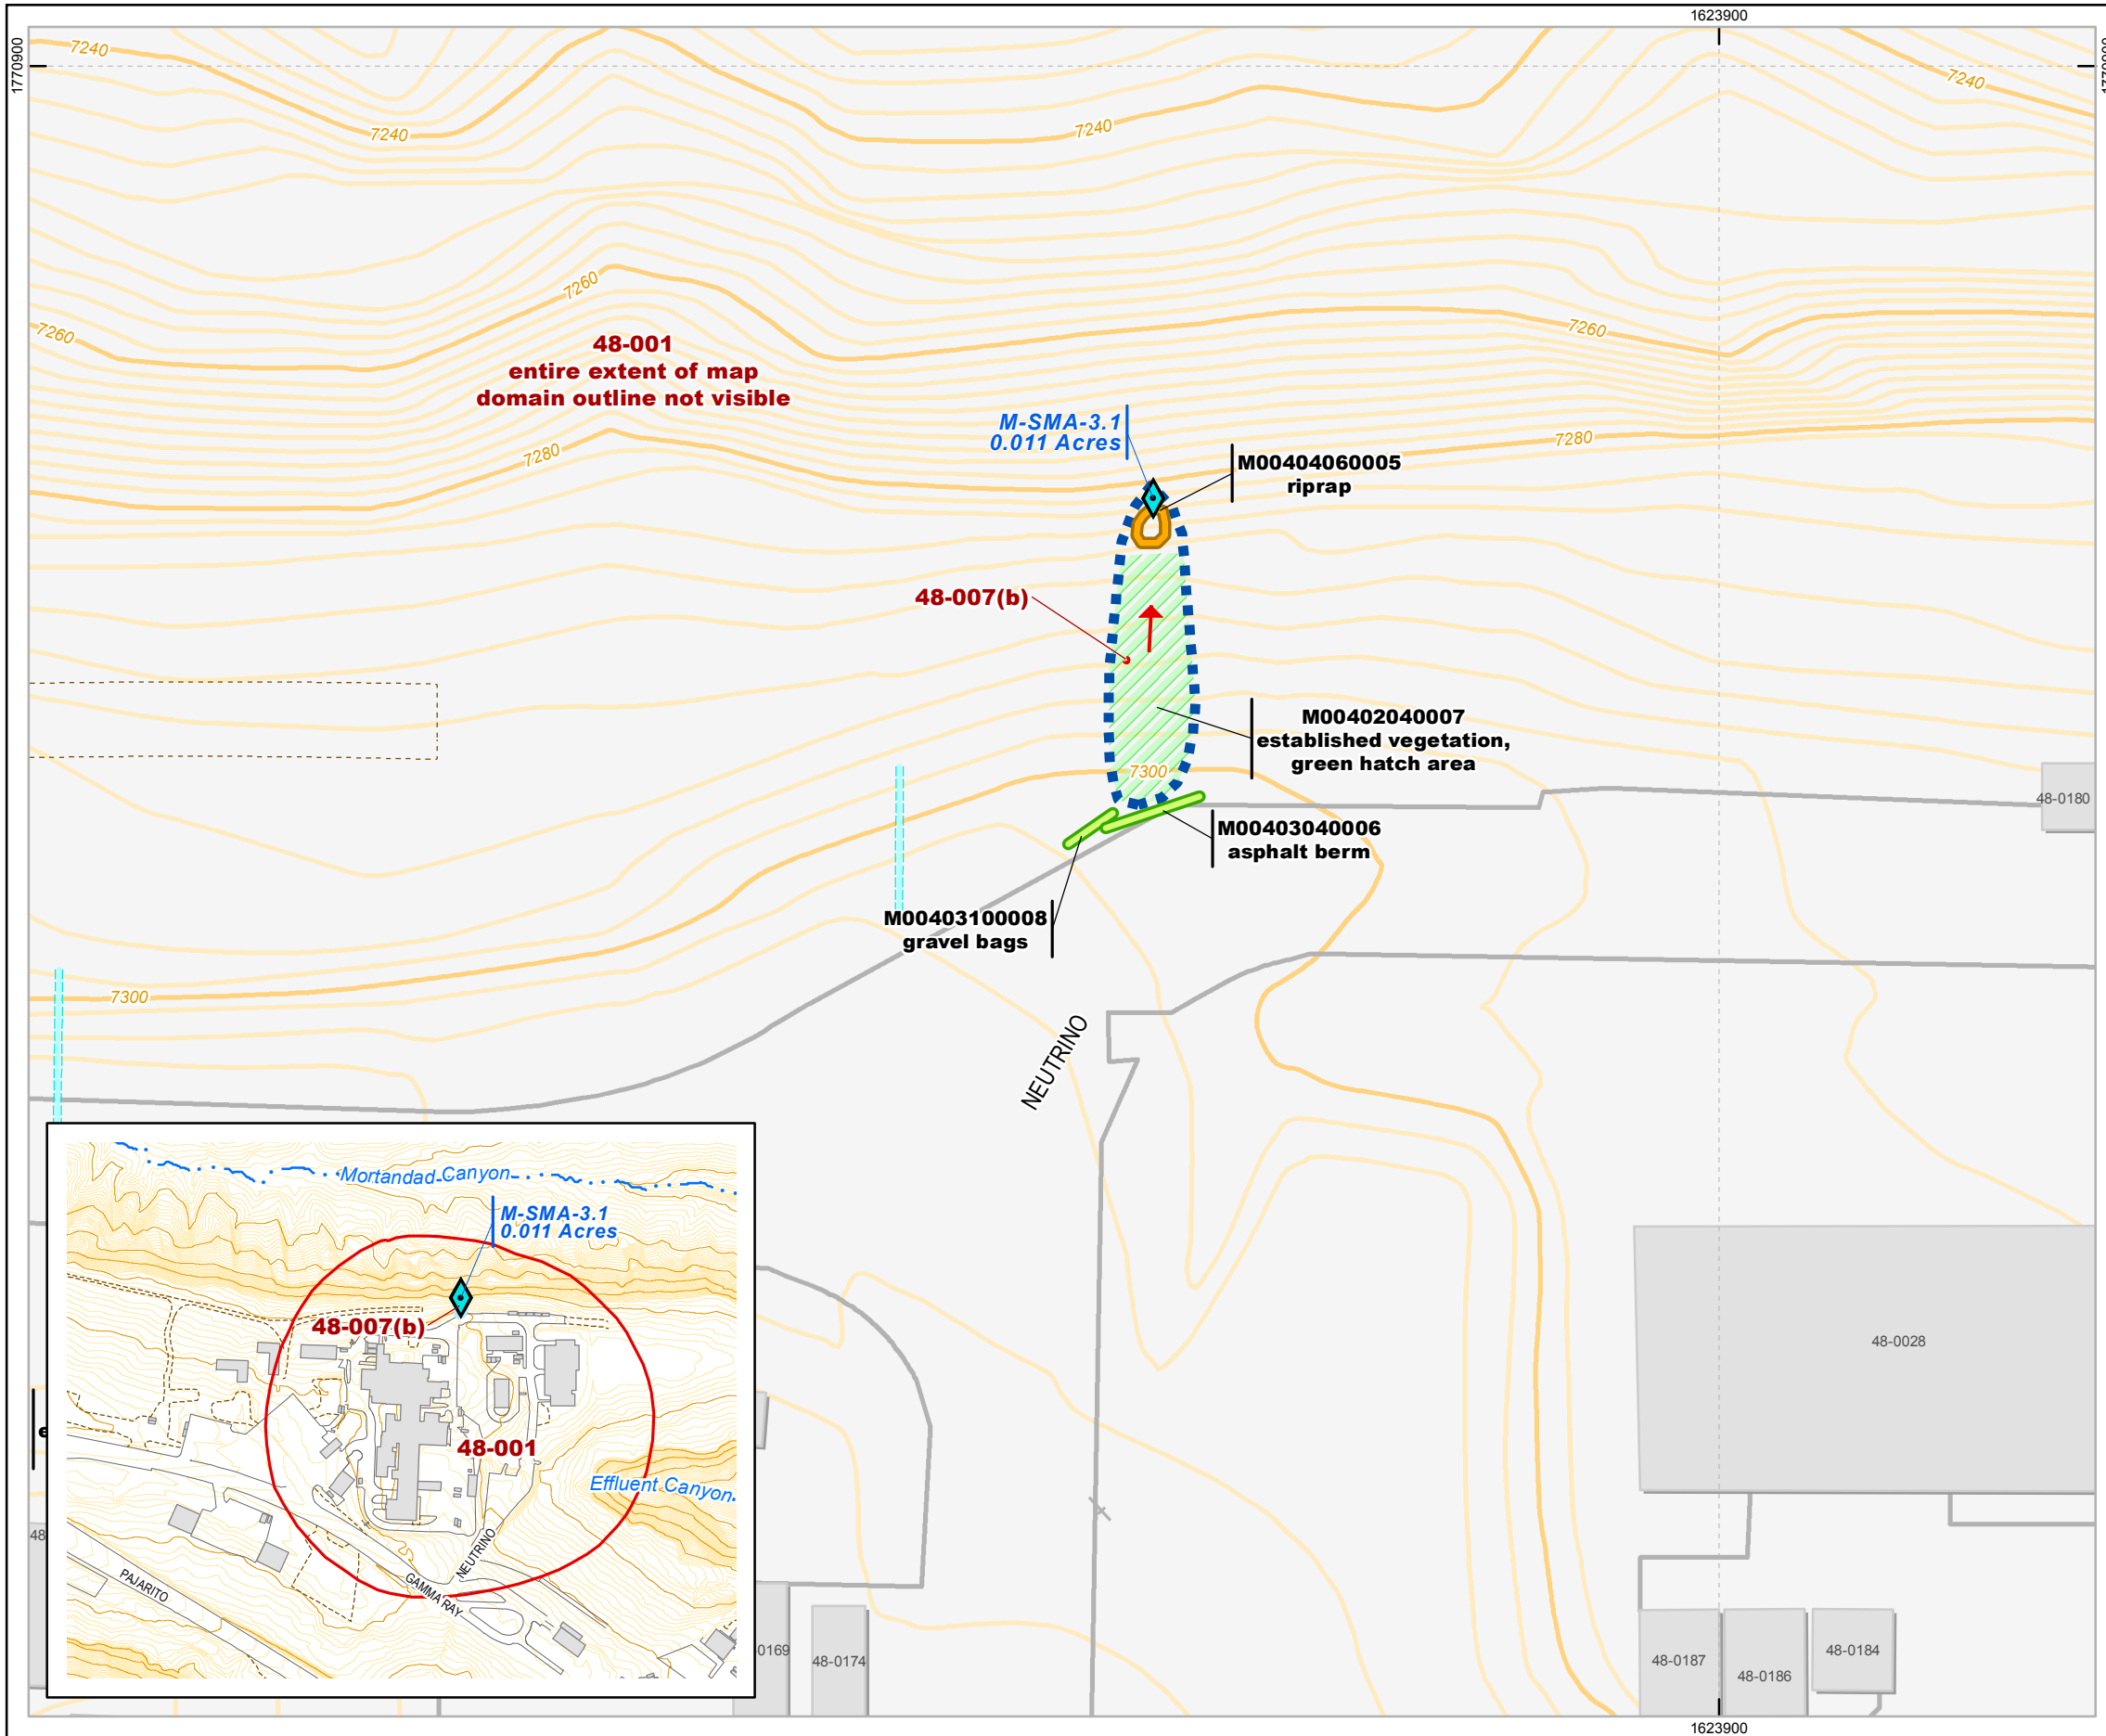 1623900
1770900
7240
7240
7240
7240
7260
7260
7260
48-001
entire extent of map
domain outline not visible
M-SMA-3.1
0.011 Acres
7280
7280
M00404060005
riprap
48-007(b)
M00402040007
established vegetation,
green hatch area
7300
48-0180
M00403040006
asphalt berm
M00403100008
gravel bags
7300
NEUTRINO
Mortandad Canyon
M-SMA-3.1
0.011 Acres
48-007(b)
48-001
Effluent Canyon
NEUTRINO
GAMMA RAY
PAJARITO
48-0028
48
-0169
48-0174
48-0187
48-0186
48-0184
1623900